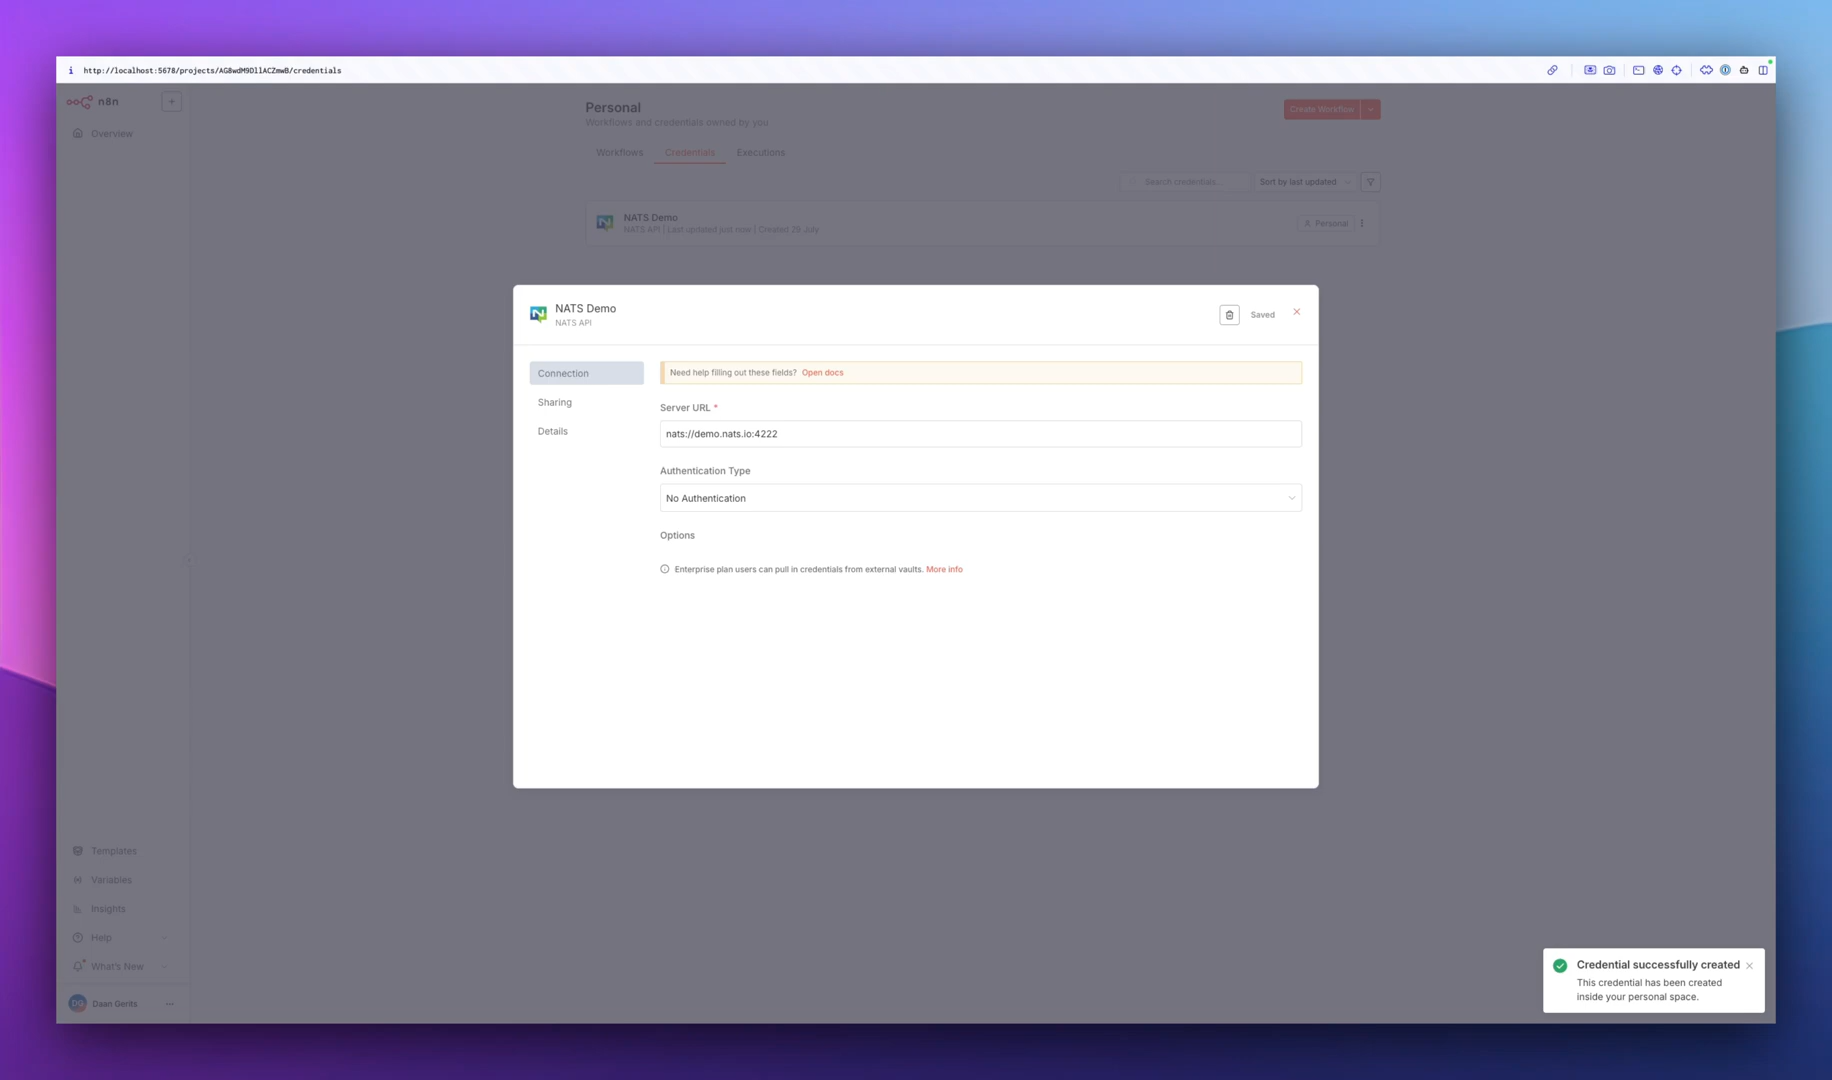 i http://localhost:5678/projects/AG8wdM9DllACZmwB/credentials
n8n
+
Overview
Personal
Workflows and credentials owned by you
Create Workflow
Workflows
Credentials
Executions
Search credentials...
Sort by last updated
NATS Demo
NATS API | Last updated just now | Created 29 July
Personal
NATS Demo
NATS API
Saved
Connection
Sharing
Details
Need help filling out these fields? Open docs
Server URL *
nats://demo.nats.io:4222
Authentication Type
No Authentication
Options
Enterprise plan users can pull in credentials from external vaults. More info
Templates
Variables
Insights
Help
What's New
DG Daan Gerits
Credential successfully created
This credential has been created
inside your personal space.